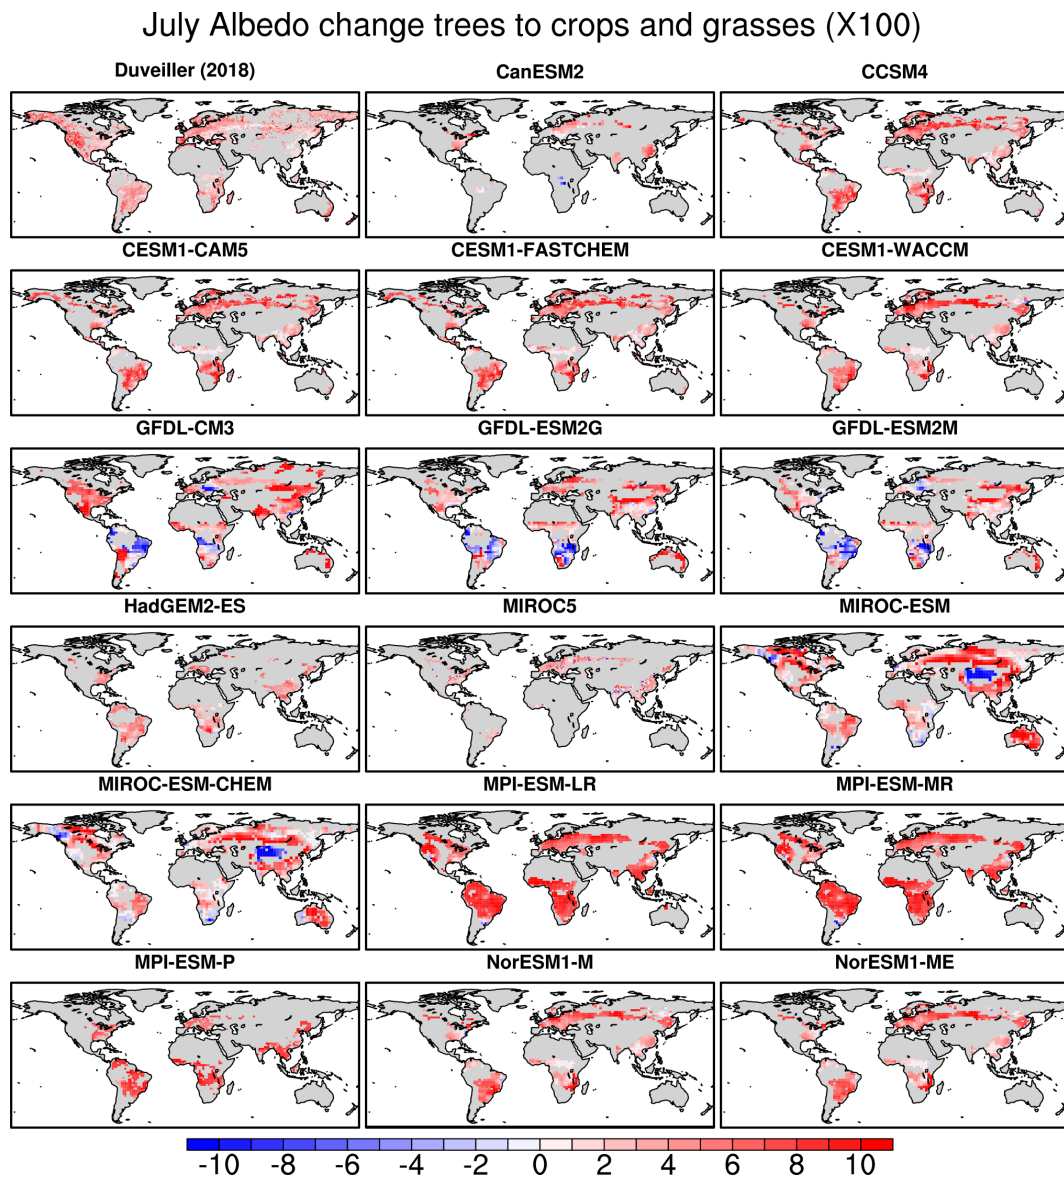 July Albedo change trees to crops and grasses (X100)
Duveiller (2018) CanESM2 CCSM4
CESM1-CAM5 CESM1-FASTCHEM CESM1-WACCM
GFDL-CM3 GFDL-ESM2G GFDL-ESM2M
HadGEM2-ES MIROC5 MIROC-ESM
MIROC-ESM-CHEM MPI-ESM-LR MPI-ESM-MR
MPI-ESM-P NorESM1-M NorESM1-ME
-10 -8 -6 -4 -2 0 2 4 6 8 10